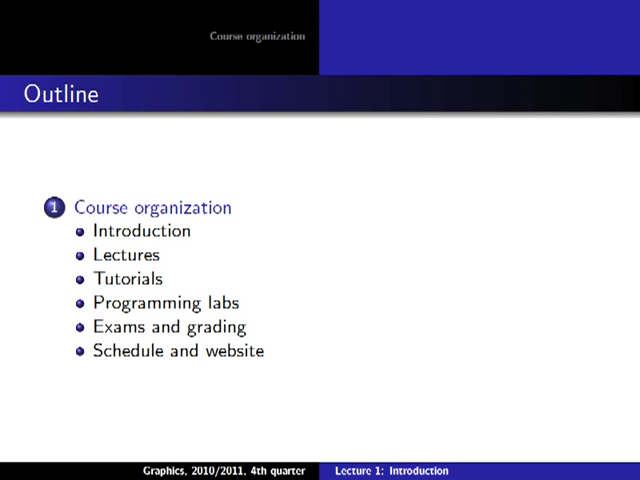 Course organization
Outline
1 Course organization
Introduction
Lectures
Tutorials
Programming labs
Exams and grading
Schedule and website
Graphics, 2010/2011, 4th quarter Lecture 1: Introduction